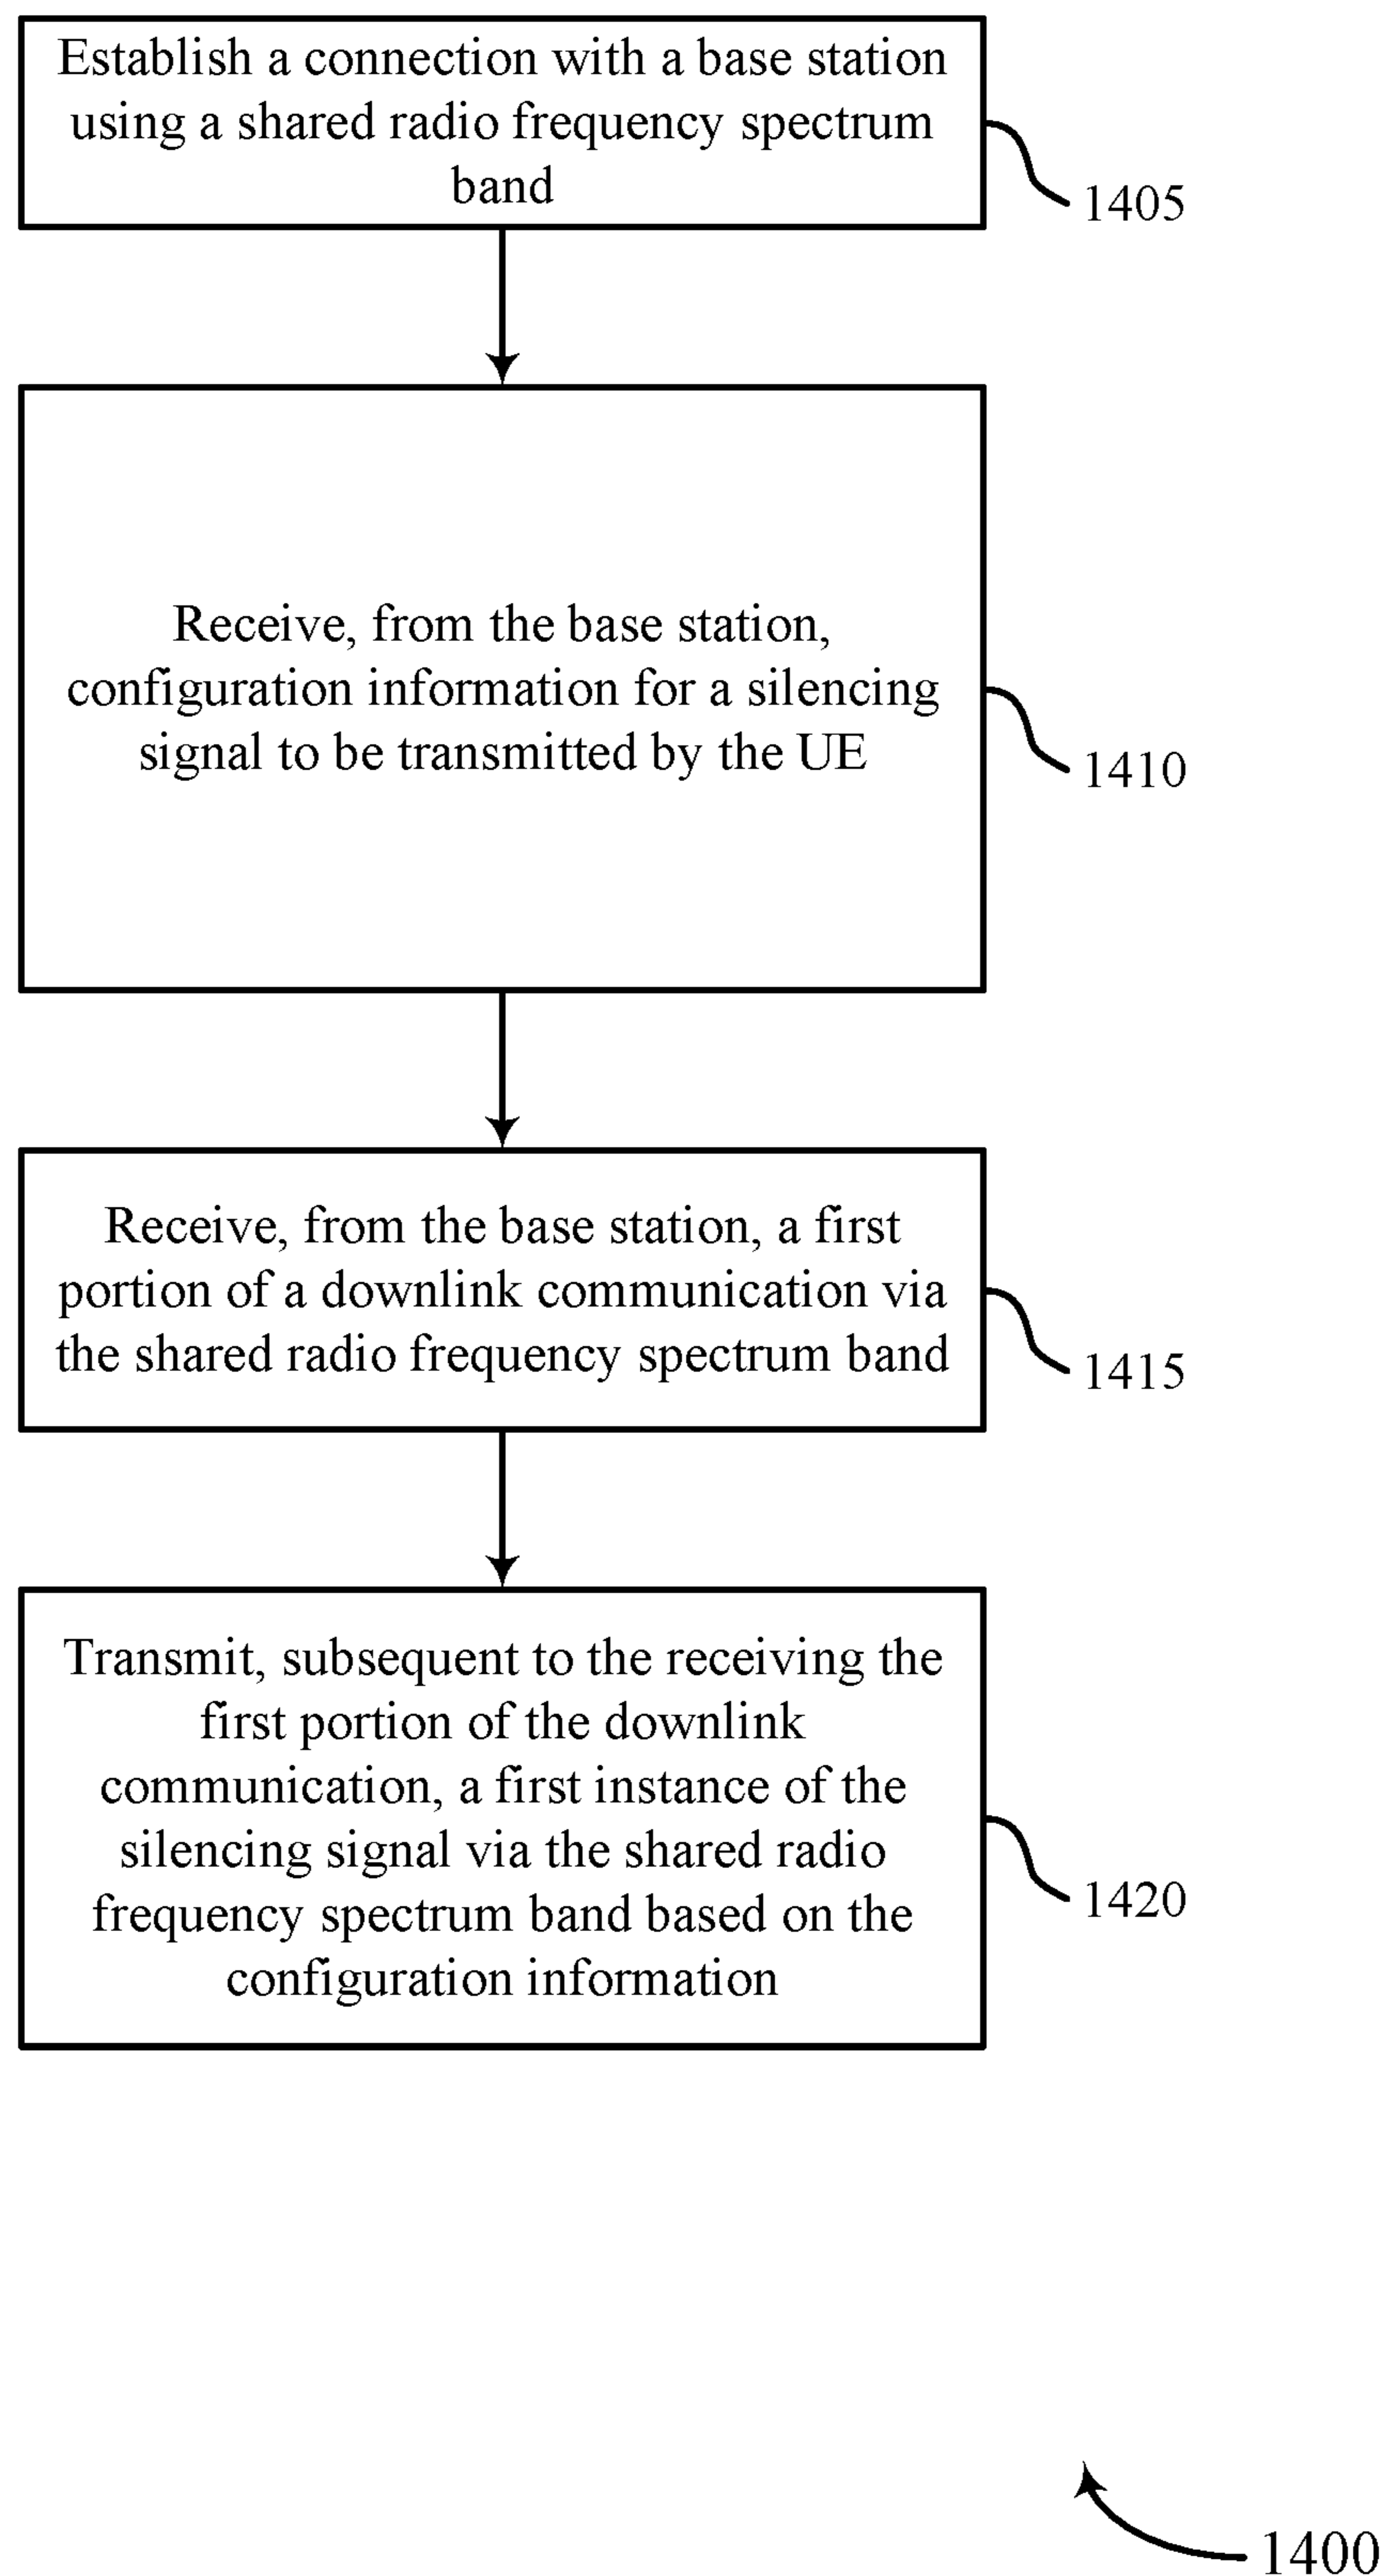 Establish a connection with a base station
using a shared radio frequency spectrum
band
1405
Receive, from the base station,
configuration information for a silencing
signal to be transmitted by the UE
1410
Receive, from the base station, a first
portion of a downlink communication via
the shared radio frequency spectrum band
1415
Transmit, subsequent to the receiving the
first portion of the downlink
communication, a first instance of the
silencing signal via the shared radio
frequency spectrum band based on the
configuration information
1420
1400